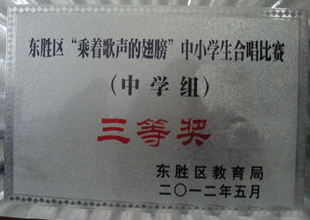 东胜区“乘着歌声的翅膀”中小学生合唱比赛
（中学组）
三等奖
东胜区教育局
二〇一二年五月